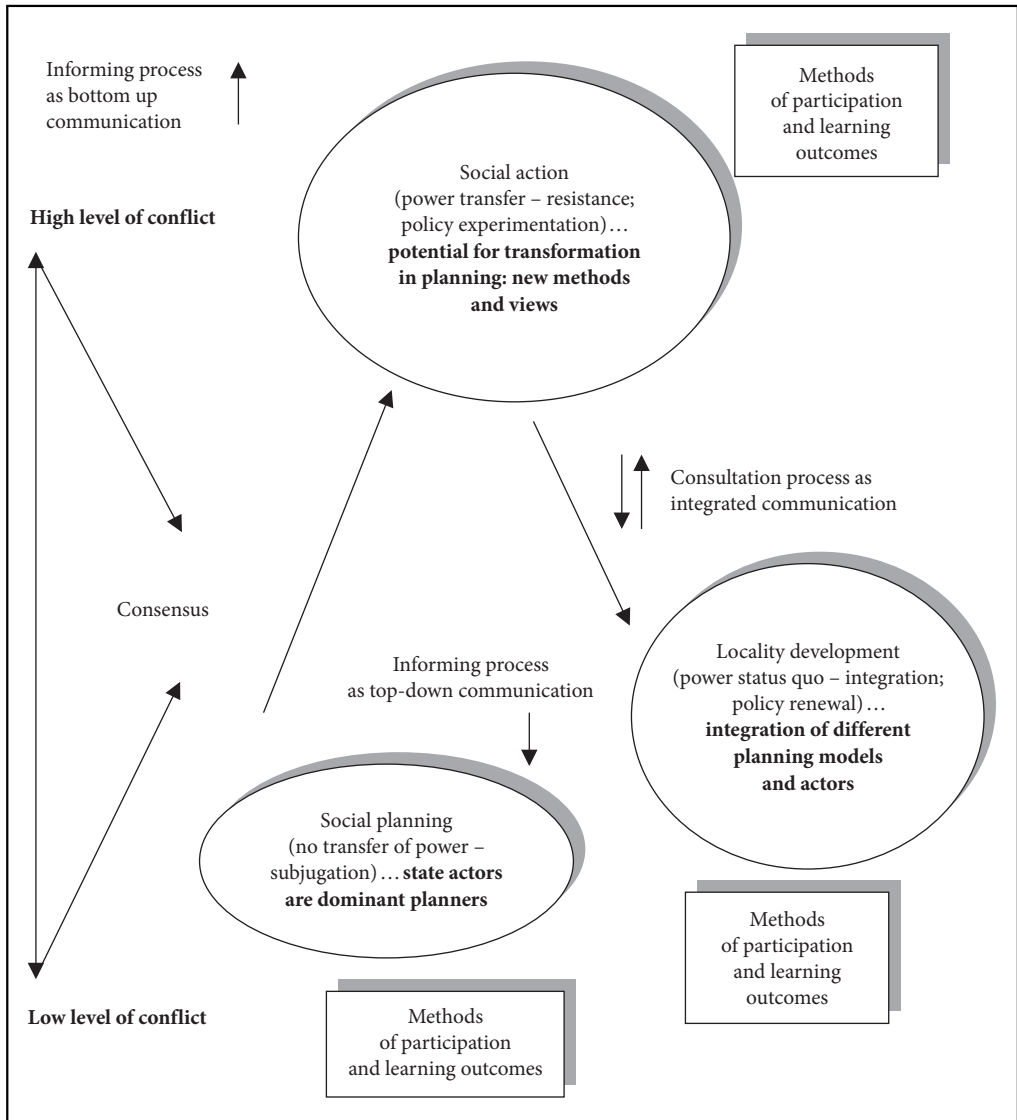 Informing process
as bottom up
communication
Methods
of participation
and learning
outcomes
Social action
(power transfer – resistance;
policy experimentation)…
potential for transformation
in planning: new methods
and views
High level of conflict
Consultation process as
integrated communication
Consensus
Informing process
as top-down communication
Locality development
(power status quo – integration;
policy renewal)…
integration of different
planning models
and actors
Social planning
(no transfer of power –
subjugation)…state actors
are dominant planners
Methods
of participation
and learning
outcomes
Low level of conflict
Methods
of participation
and learning outcomes